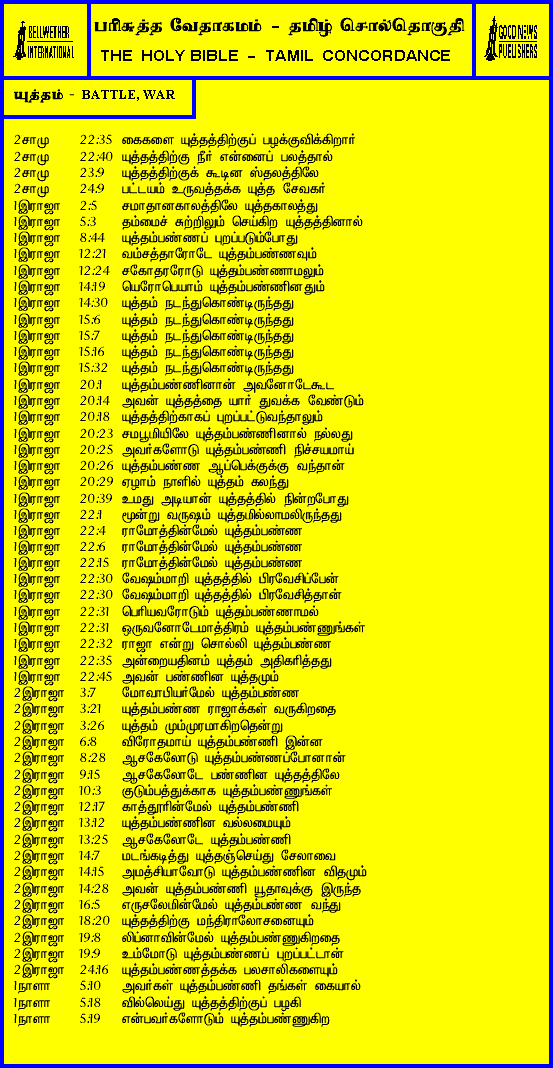 BELLWETHER
INTERNATIONAL
பரிசுத்த வேதாகமம் - தமிழ் சொல்தொகுதி
THE HOLY BIBLE - TAMIL CONCORDANCE
GOOD NEWS
PUBLISHERS
யுத்தம் - BATTLE, WAR
2சாமு 22:35 கைகளை யுத்தத்திற்குப் பழக்குவிக்கிறார்
2சாமு 22:40 யுத்தத்திற்கு நீர் என்னைப் பலத்தால்
2சாமு 23:9 யுத்தத்திற்குக் கூடின ஸ்தலத்திலே
2சாமு 24:9 பட்டயம் உருவத்தக்க யுத்த சேவகர்
1இராஜா 2:5 சமாதானகாலத்திலே யுத்தகாலத்து
1இராஜா 5:3 தம்மைச் சுற்றிலும் செய்கிற யுத்தத்தினால்
1இராஜா 8:44 யுத்தம்பண்ணப் புறப்படும்போது
1இராஜா 12:21 வம்சத்தாரோடே யுத்தம்பண்ணவும்
1இராஜா 12:24 சகோதரரோடு யுத்தம்பண்ணாமலும்
1இராஜா 14:19 யெரோபெயாம் யுத்தம்பண்ணினதும்
1இராஜா 14:30 யுத்தம் நடந்துகொண்டிருந்தது
1இராஜா 15:6 யுத்தம் நடந்துகொண்டிருந்தது
1இராஜா 15:7 யுத்தம் நடந்துகொண்டிருந்தது
1இராஜா 15:16 யுத்தம் நடந்துகொண்டிருந்தது
1இராஜா 15:32 யுத்தம் நடந்துகொண்டிருந்தது
1இராஜா 20:1 யுத்தம்பண்ணினான் அவனோடேகூட
1இராஜா 20:14 அவன் யுத்தத்தை யார் துவக்க வேண்டும்
1இராஜா 20:18 யுத்தத்திற்காகப் புறப்பட்டுவந்தாலும்
1இராஜா 20:23 சமபூமியிலே யுத்தம்பண்ணினால் நல்லது
1இராஜா 20:25 அவர்களோடு யுத்தம்பண்ணி நிச்சயமாய்
1இராஜா 20:26 யுத்தம்பண்ண ஆப்பெக்குக்கு வந்தான்
1இராஜா 20:29 ஏழாம் நாளில் யுத்தம் கலந்து
1இராஜா 20:39 உமது அடியான் யுத்தத்தில் நின்றபோது
1இராஜா 22:1 மூன்று வருஷம் யுத்தமில்லாமலிருந்தது
1இராஜா 22:4 ராமோத்தின்மேல் யுத்தம்பண்ண
1இராஜா 22:6 ராமோத்தின்மேல் யுத்தம்பண்ண
1இராஜா 22:15 ராமோத்தின்மேல் யுத்தம்பண்ண
1இராஜா 22:30 வேஷம்மாறி யுத்தத்தில் பிரவேசிப்பேன்
1இராஜா 22:30 வேஷம்மாறி யுத்தத்தில் பிரவேசித்தான்
1இராஜா 22:31 பெரியவரோடும் யுத்தம்பண்ணாமல்
1இராஜா 22:31 ஒருவனோடேமாத்திரம் யுத்தம்பண்ணுங்கள்
1இராஜா 22:32 ராஜா என்று சொல்லி யுத்தம்பண்ண
1இராஜா 22:35 அன்றையதினம் யுத்தம் அதிகரித்தது
1இராஜா 22:45 அவன் பண்ணின யுத்தமும்
2இராஜா 3:7 மோவாபியர்மேல் யுத்தம்பண்ண
2இராஜா 3:21 யுத்தம்பண்ண ராஜாக்கள் வருகிறதை
2இராஜா 3:26 யுத்தம் மும்முரமாகிறதென்று
2இராஜா 6:8 விரோதமாய் யுத்தம்பண்ணி இன்ன
2இராஜா 8:28 ஆசகேலோடு யுத்தம்பண்ணப்போனான்
2இராஜா 9:15 ஆசகேலோடே பண்ணின யுத்தத்திலே
2இராஜா 10:3 குடும்பத்துக்காக யுத்தம்பண்ணுங்கள்
2இராஜா 12:17 காத்தூரின்மேல் யுத்தம்பண்ணி
2இராஜா 13:12 யுத்தம்பண்ணின வல்லமையும்
2இராஜா 13:25 ஆசகேலோடே யுத்தம்பண்ணி
2இராஜா 14:7 மடங்கடித்து யுத்தஞ்செய்து சேலாவை
2இராஜா 14:15 அமத்சியாவோடு யுத்தம்பண்ணின விதமும்
2இராஜா 14:28 அவன் யுத்தம்பண்ணி யூதாவுக்கு இருந்த
2இராஜா 16:5 எருசலேமின்மேல் யுத்தம்பண்ண வந்து
2இராஜா 18:20 யுத்தத்திற்கு மந்திராலோசனையும்
2இராஜா 19:8 லிப்னாவின்மேல் யுத்தம்பண்ணுகிறதை
2இராஜா 19:9 உம்மோடு யுத்தம்பண்ணப் புறப்பட்டான்
2இராஜா 24:16 யுத்தம்பண்ணத்தக்க பலசாலிகளையும்
1நாளா 5:10 அவர்கள் யுத்தம்பண்ணி தங்கள் கையால்
1நாளா 5:18 வில்லெய்து யுத்தத்திற்குப் பழகி
1நாளா 5:19 என்பவர்களோடும் யுத்தம்பண்ணுகிற